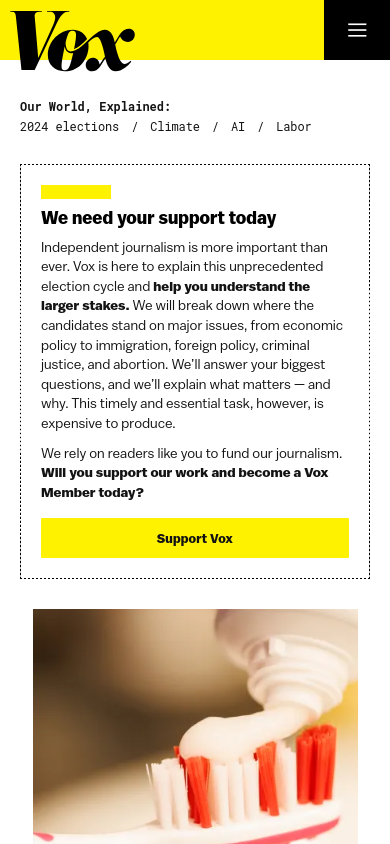 Vox
Our World, Explained:
2024 elections / Climate / AI / Labor
We need your support today
Independent journalism is more important than
ever. Vox is here to explain this unprecedented
election cycle and help you understand the
larger stakes. We will break down where the
candidates stand on major issues, from economic
policy to immigration, foreign policy, criminal
justice, and abortion. We’ll answer your biggest
questions, and we’ll explain what matters — and
why. This timely and essential task, however, is
expensive to produce.
We rely on readers like you to fund our journalism.
Will you support our work and become a Vox
Member today?
Support Vox